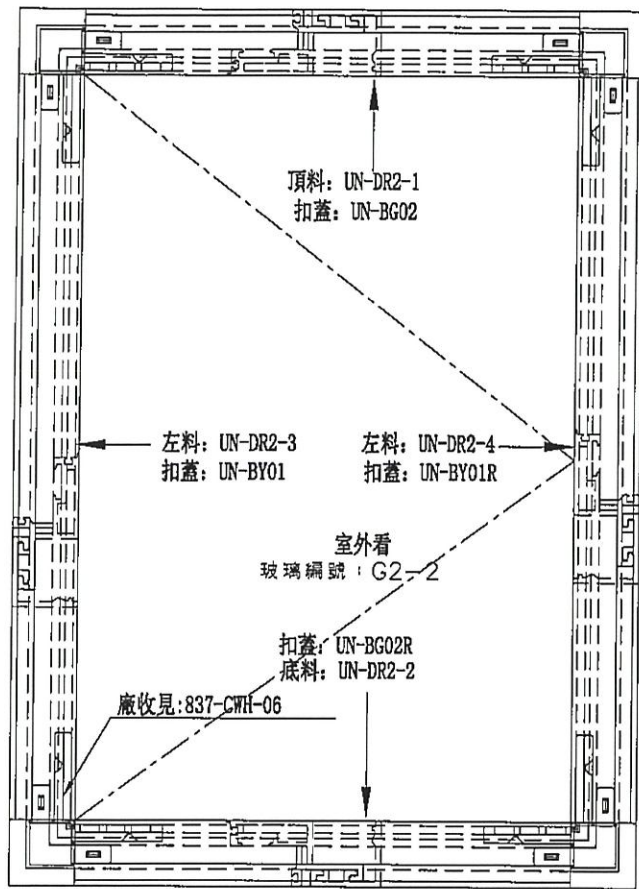 頂料: UN-DR2-1
扣蓋: UN-BG02
左料: UN-DR2-3
扣蓋: UN-BY01
左料: UN-DR2-4
扣蓋: UN-BY01R
室外看
玻璃編號：G2-2
扣蓋: UN-BG02R
底料: UN-DR2-2
廠收見:837-CWH-06